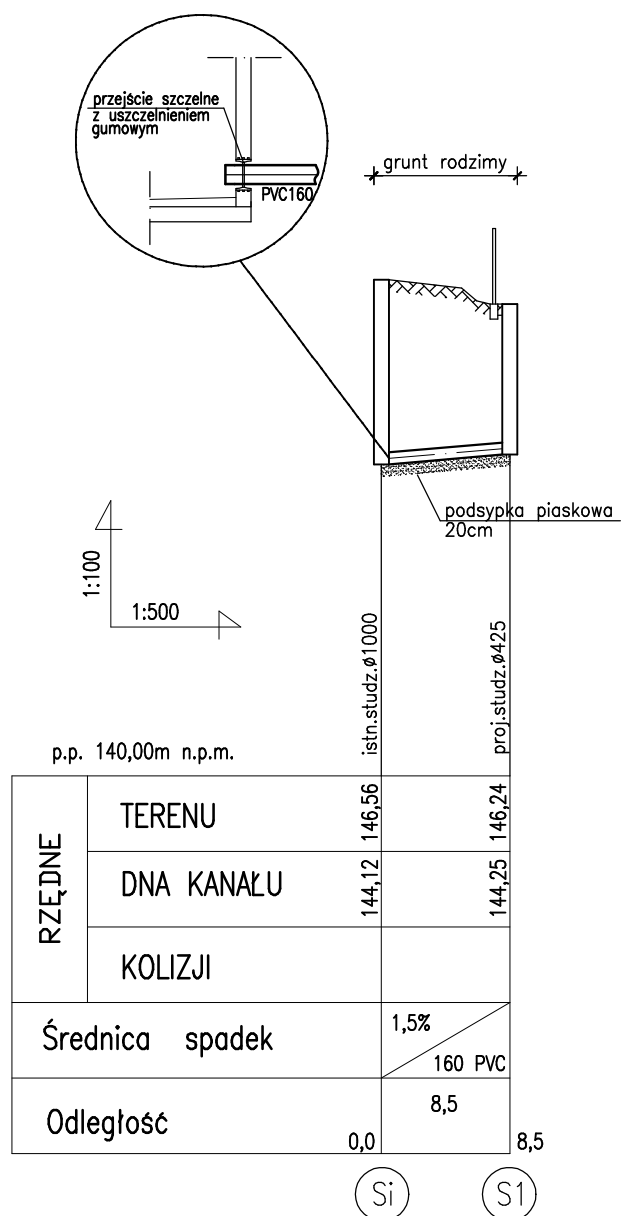 przejście szczelne
z uszczelnieniem
gumowym
PVC160
grunt rodzimy
podsypka piaskowa
20cm
1:100
1:500
istn.studz.ø1000
proj.studz.ø425
p.p. 140,00m n.p.m.
RZĘDNE
TERENU
146,56
146,24
DNA KANAŁU
144,12
144,25
KOLIZJI
Średnica spadek
1,5%
160 PVC
Odległość
8,5
0,0
8,5
Si
S1